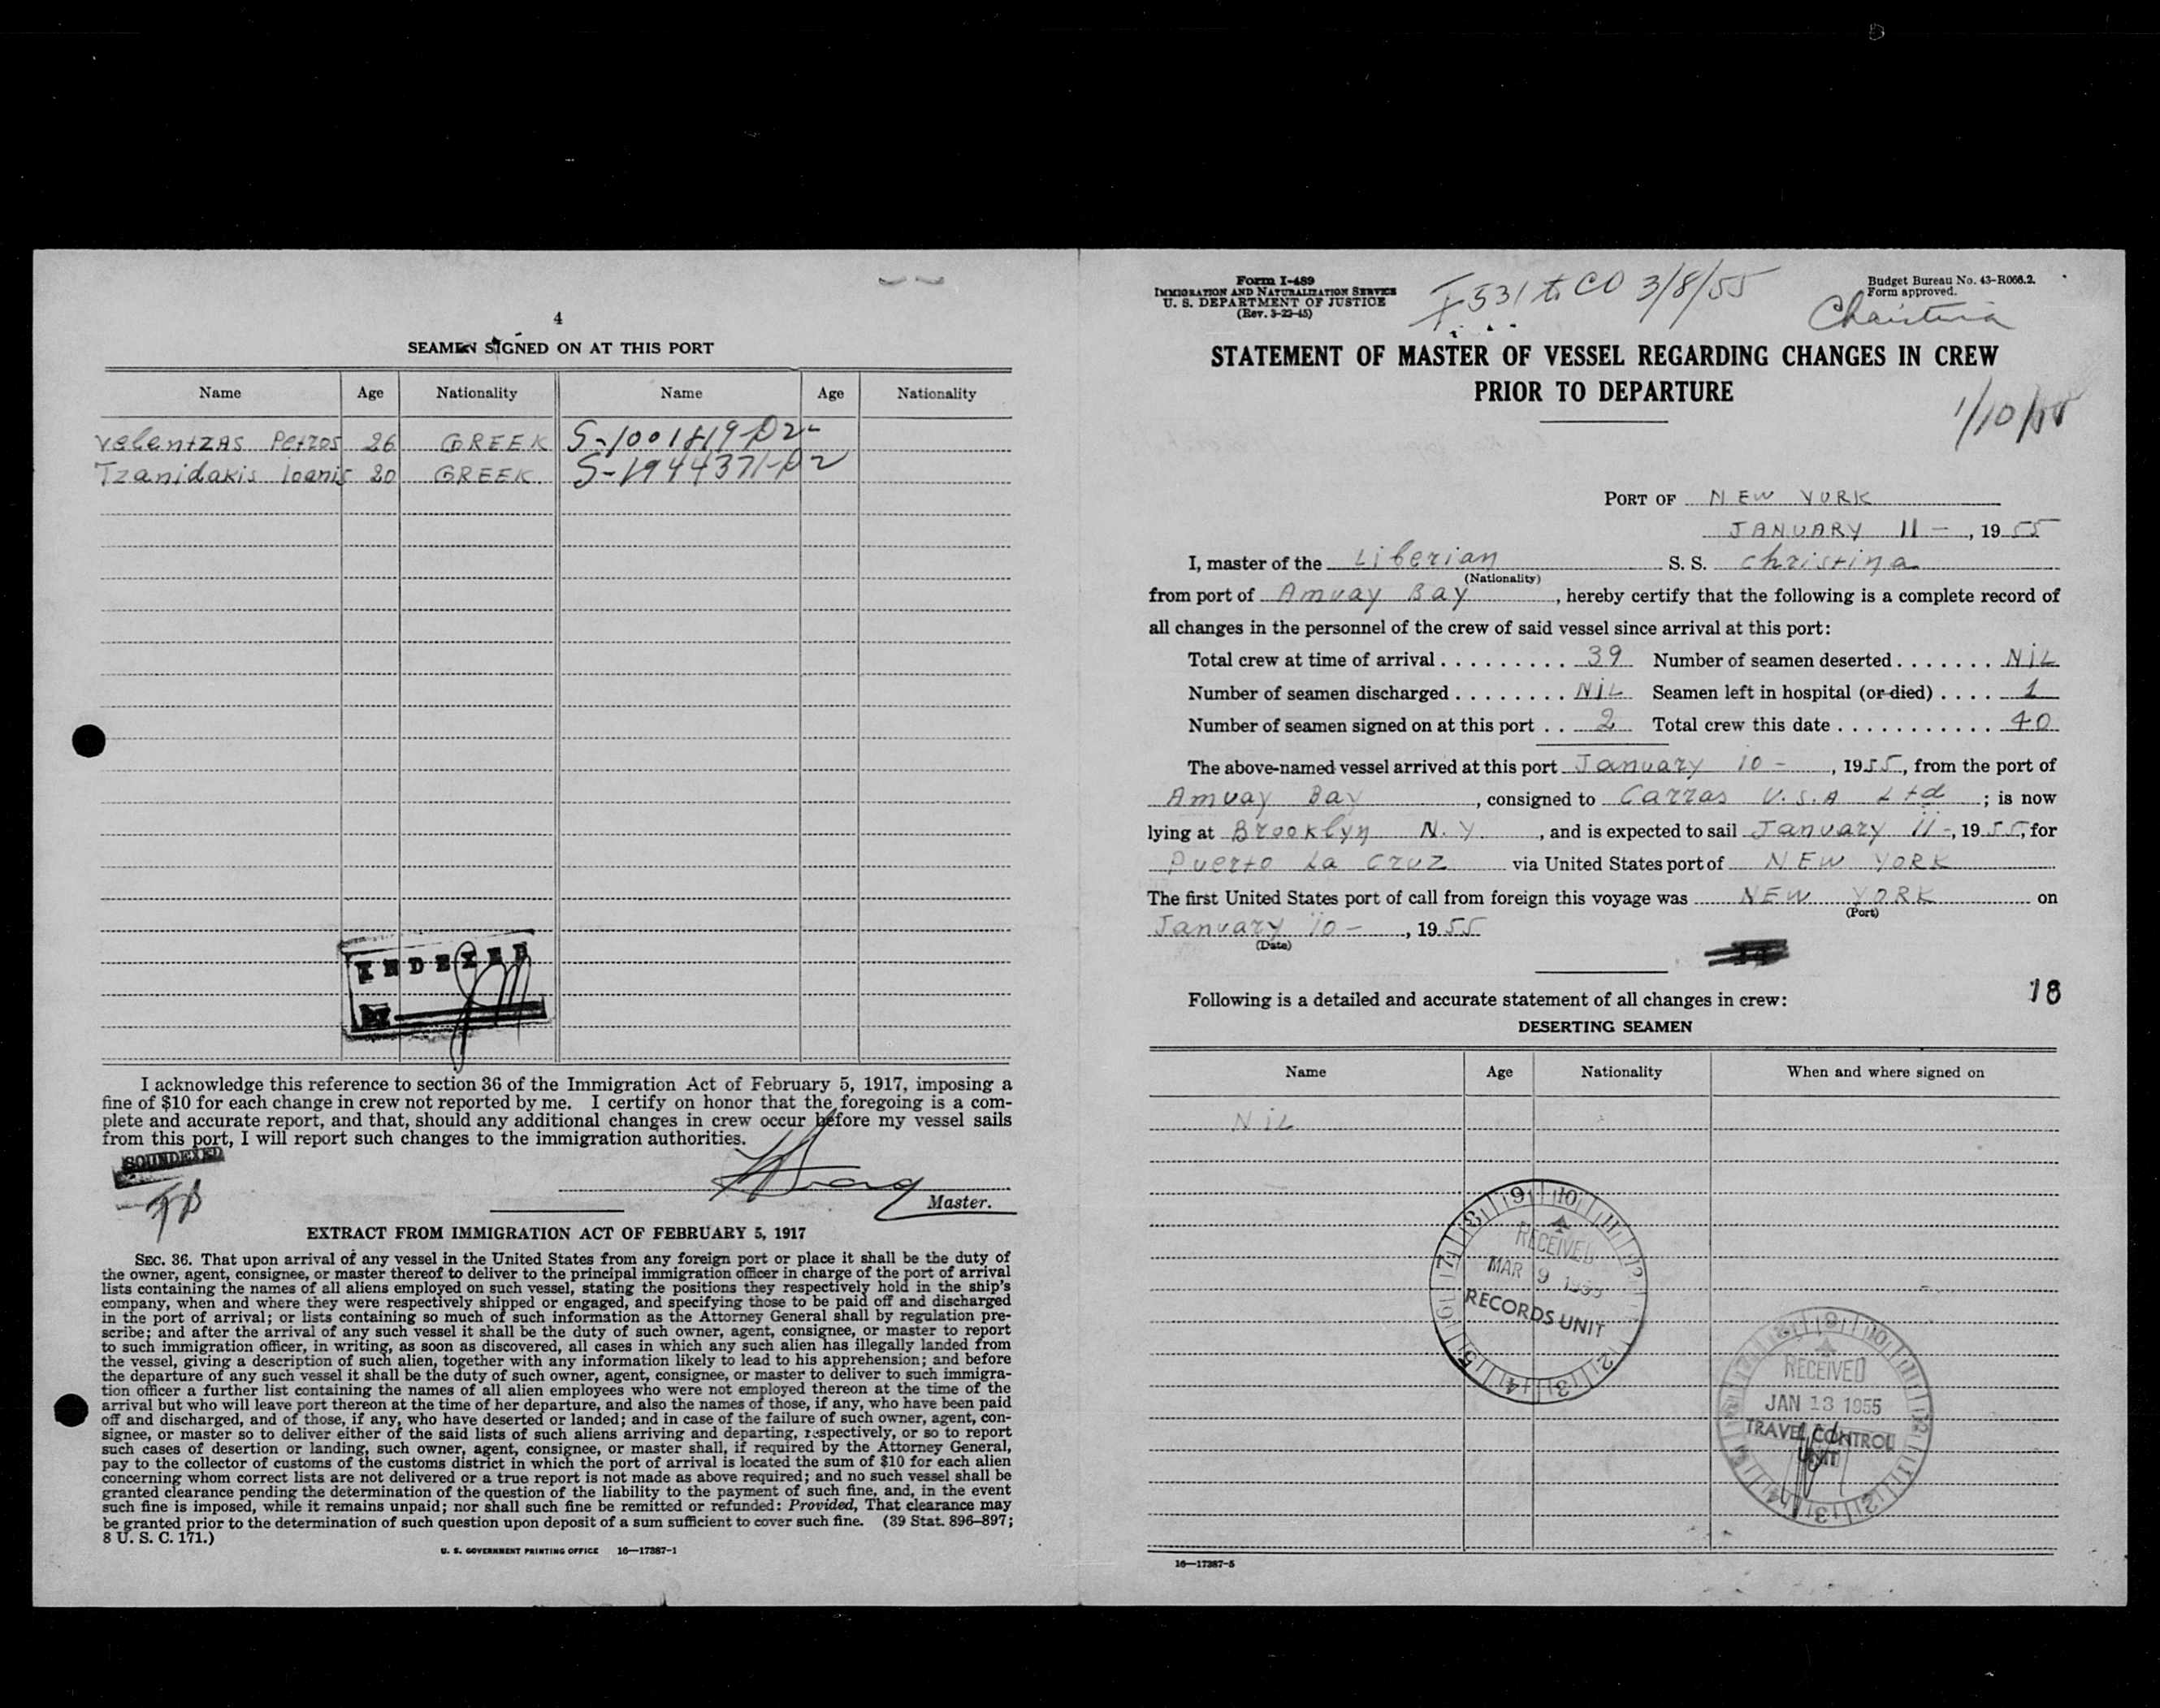 4
SEAMEN SIGNED ON AT THIS PORT
Name Age Nationality Name Age Nationality
Velentzas Petros 26 GREEK S-1001819-D2
Tzanidakis Ioanis 20 GREEK. S-194437-D2
INDEXED
By
I acknowledge this reference to section 36 of the Immigration Act of February 5, 1917, imposing a
fine of $10 for each change in crew not reported by me. I certify on honor that the foregoing is a com-
plete and accurate report, and that, should any additional changes in crew occur before my vessel sails
from this port, I will report such changes to the immigration authorities.
SOUNDEXED
Master.
EXTRACT FROM IMMIGRATION ACT OF FEBRUARY 5, 1917
SEC. 36. That upon arrival of any vessel in the United States from any foreign port or place it shall be the duty of
the owner, agent, consignee, or master thereof to deliver to the principal immigration officer in charge of the port of arrival
lists containing the names of all aliens employed on such vessel, stating the positions they respectively hold in the ship's
company, when and where they were respectively shipped or engaged, and specifying those to be paid off and discharged
in the port of arrival; or lists containing so much of such information as the Attorney General shall by regulation pre-
scribe; and after the arrival of any such vessel it shall be the duty of such owner, agent, consignee, or master to report
to such immigration officer, in writing, as soon as discovered, all cases in which any such alien has illegally landed from
the vessel, giving a description of such alien, together with any information likely to lead to his apprehension; and before
the departure of any such vessel it shall be the duty of such owner, agent, consignee, or master to deliver to such immigra-
tion officer a further list containing the names of all alien employees who were not employed thereon at the time of the
arrival but who will leave port thereon at the time of her departure, and also the names of those, if any, who have been paid
off and discharged, and of those, if any, who have deserted or landed; and in case of the failure of such owner, agent, con-
signee, or master so to deliver either of the said lists of such aliens arriving and departing, respectively, or so to report
such cases of desertion or landing, such owner, agent, consignee, or master shall, if required by the Attorney General,
pay to the collector of customs of the customs district in which the port of arrival is located the sum of $10 for each alien
concerning whom correct lists are not delivered or a true report is not made as above required; and no such vessel shall be
granted clearance pending the determination of the question of the liability to the payment of such fine, and, in the event
such fine is imposed, while it remains unpaid; nor shall such fine be remitted or refunded: Provided, That clearance may
be granted prior to the determination of such question upon deposit of a sum sufficient to cover such fine. (39 Stat. 896-897;
8 U. S. C. 171.)
U. S. GOVERNMENT PRINTING OFFICE 16—17387-1
Form I-489
IMMIGRATION AND NATURALIZATION SERVICE
U. S. DEPARTMENT OF JUSTICE
(Rev. 3-22-45)
I 531 to CO 3/8/55
Budget Bureau No. 43-R066.2.
Form approved.
Christina
STATEMENT OF MASTER OF VESSEL REGARDING CHANGES IN CREW
PRIOR TO DEPARTURE
1/10/55
PORT OF NEW YORK
JANUARY 11 - , 19 55
I, master of the Liberian S. S. Christina
(Nationality)
from port of Amuay Bay , hereby certify that the following is a complete record of
all changes in the personnel of the crew of said vessel since arrival at this port:
Total crew at time of arrival . . . . . . . . . 39 Number of seamen deserted . . . . . . . NiL
Number of seamen discharged . . . . . . . . NiL Seamen left in hospital (or died) . . . . 1
Number of seamen signed on at this port . . 2 Total crew this date . . . . . . . . . . . 40
The above-named vessel arrived at this port January 10 - , 1955, from the port of
Amuay Bay , consigned to Carras U.S.A Ltd ; is now
lying at Brooklyn N.Y , and is expected to sail January 11 -, 1955, for
Puerto La Cruz via United States port of NEW YORK
The first United States port of call from foreign this voyage was NEW YORK on
(Port)
January 10 - , 19 55
(Date)
18
Following is a detailed and accurate statement of all changes in crew:
DESERTING SEAMEN
Name Age Nationality When and where signed on
NiL
RECEIVED
MAR 9 1955
RECORDS UNIT
RECEIVED
JAN 13 1955
TRAVEL CONTROL
UNIT
16—17387-5